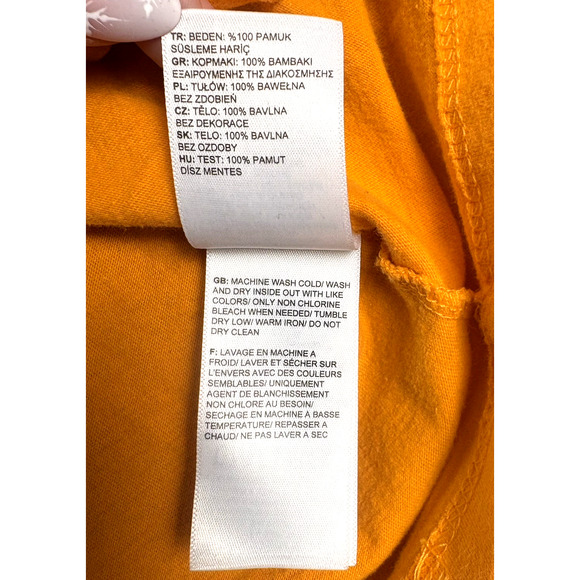 TR: BEDEN: %100 PAMUK
SÜSLEME HARİÇ
GR: ΚΟΡΜΑΚΙ: 100% ΒΑΜΒΑΚΙ
ΕΞΑΙΡΟΥΜΕΝΗΣ ΤΗΣ ΔΙΑΚΟΣΜΗΣΗΣ
PL: TUŁÓW: 100% BAWEŁNA
BEZ ZDOBIEŃ
CZ: TĚLO: 100% BAVLNA
BEZ DEKORACE
SK: TELO: 100% BAVLNA
BEZ OZDOBY
HU: TEST: 100% PAMUT
DÍSZ MENTES
GB: MACHINE WASH COLD/ WASH
AND DRY INSIDE OUT WITH LIKE
COLORS/ ONLY NON CHLORINE
BLEACH WHEN NEEDED/ TUMBLE
DRY LOW/ WARM IRON/ DO NOT
DRY CLEAN
F: LAVAGE EN MACHINE A
FROID/ LAVER ET SÉCHER SUR
L'ENVERS AVEC DES COULEURS
SEMBLABLES/ UNIQUEMENT
AGENT DE BLANCHISSEMENT
NON CHLORE AU BESOIN/
SECHAGE EN MACHINE A BASSE
TEMPERATURE/ REPASSER A
CHAUD/ NE PAS LAVER A SEC